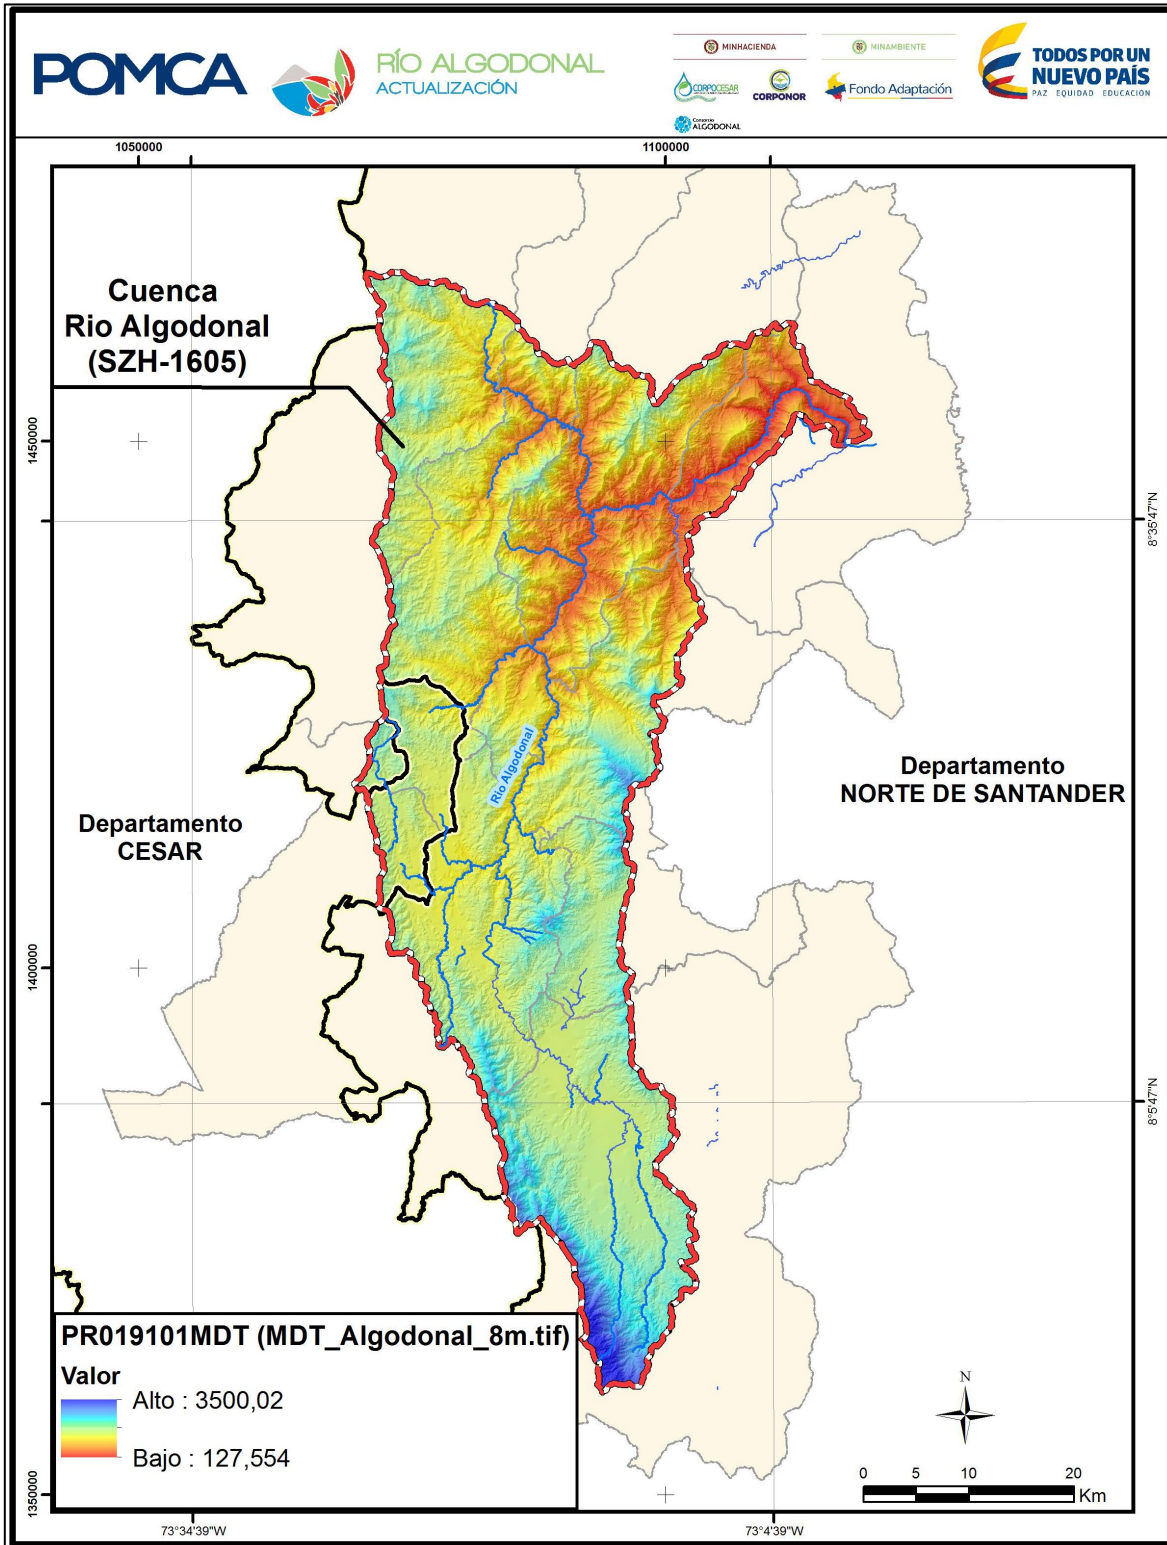 POMCA
RÍO ALGODONAL
ACTUALIZACIÓN
MINHACIENDA
MINAMBIENTE
CORPOCESAR
CORPONOR
Fondo Adaptación
Consorcio
ALGODONAL
TODOS POR UN
NUEVO PAÍS
PAZ EQUIDAD EDUCACIÓN
1050000
1100000
Cuenca
Rio Algodonal
(SZH-1605)
1450000
8°35'47"N
Rio Algodonal
Departamento
NORTE DE SANTANDER
Departamento
CESAR
1400000
8°5'47"N
PR019101MDT (MDT_Algodonal_8m.tif)
Valor
Alto : 3500,02
Bajo : 127,554
N
0 5 10 20
Km
1350000
73°34'39"W
73°4'39"W